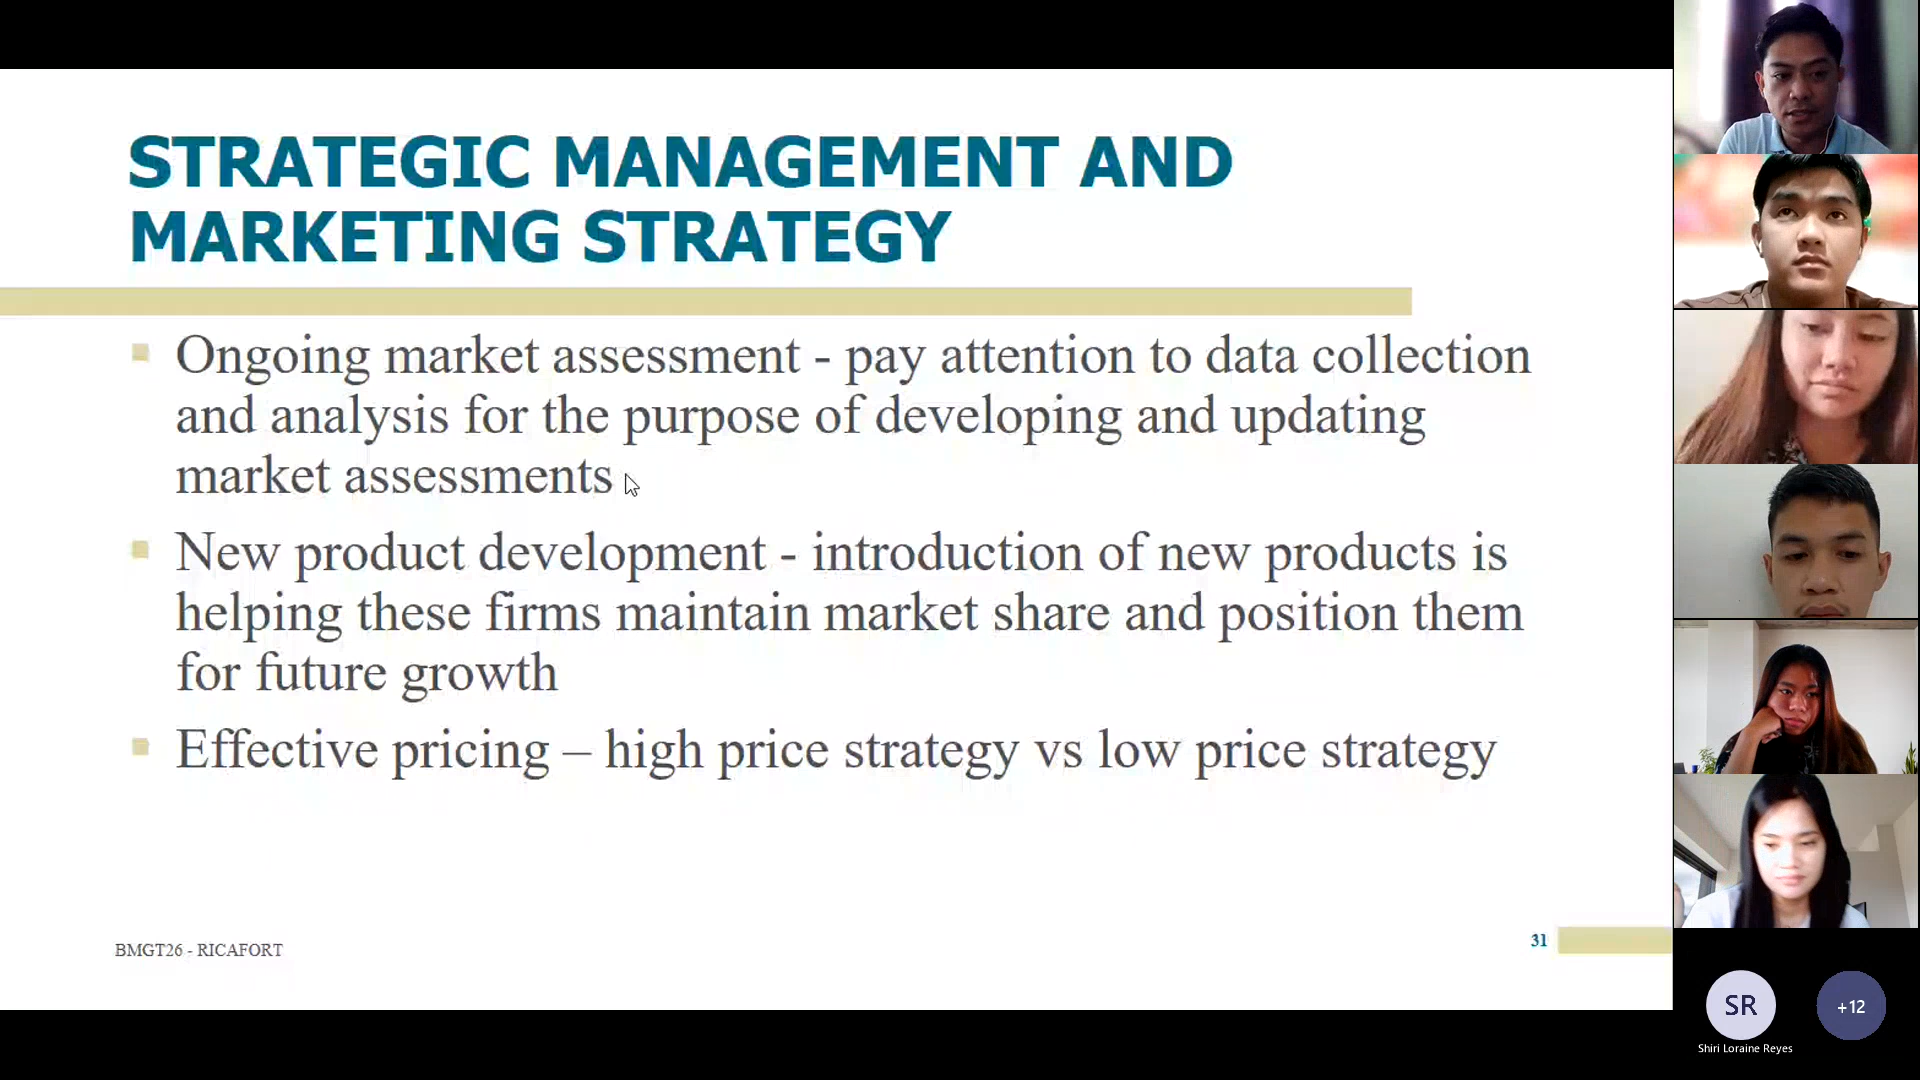 STRATEGIC MANAGEMENT AND
MARKETING STRATEGY
Ongoing market assessment - pay attention to data collection
and analysis for the purpose of developing and updating
market assessments
New product development - introduction of new products is
helping these firms maintain market share and position them
for future growth
Effective pricing – high price strategy vs low price strategy
BMGT26 - RICAFORT
31
SR
+12
Shiri Loraine Reyes